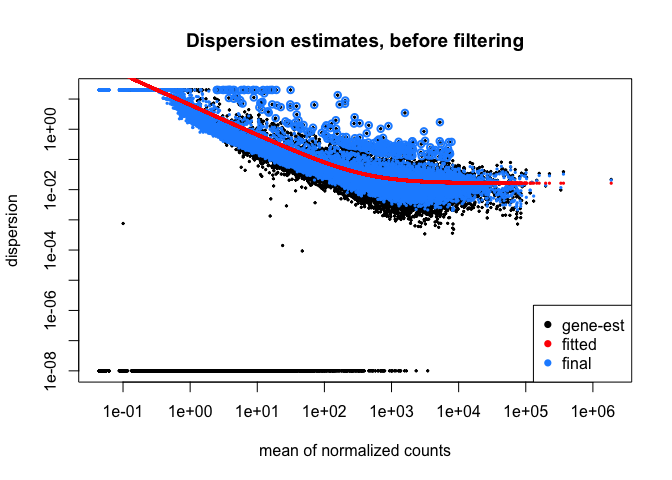 Dispersion estimates, before filtering
dispersion
1e+00
1e-02
1e-04
1e-06
1e-08
gene-est
fitted
final
1e-01 1e+00 1e+01 1e+02 1e+03 1e+04 1e+05 1e+06
mean of normalized counts